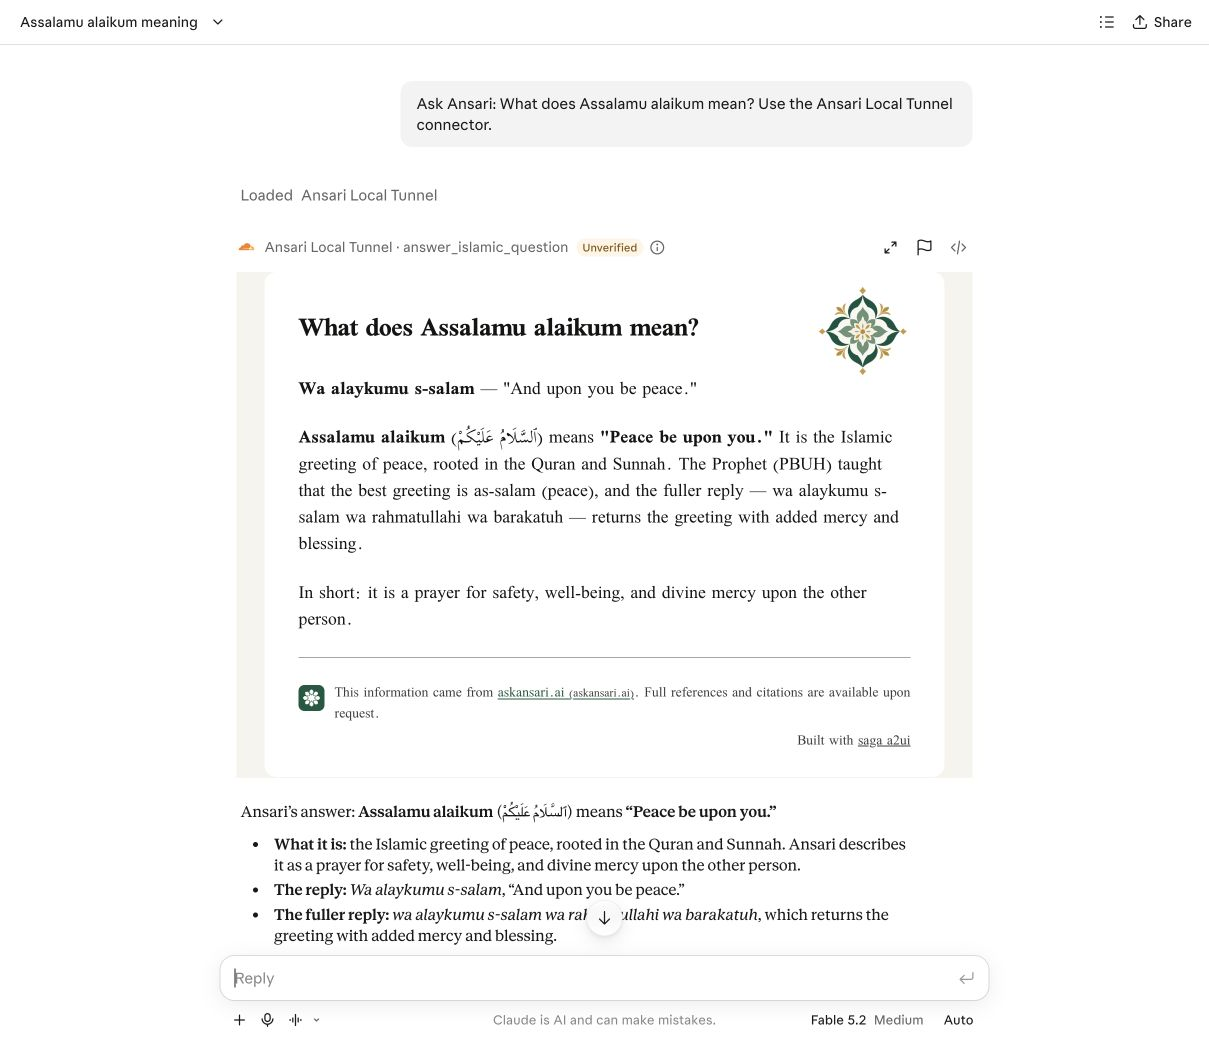 Assalamu alaikum meaning
Share
Ask Ansari: What does Assalamu alaikum mean? Use the Ansari Local Tunnel
connector.
Loaded Ansari Local Tunnel
Ansari Local Tunnel · answer_islamic_question Unverified
What does Assalamu alaikum mean?
Wa alaykumu s-salam — "And upon you be peace."
Assalamu alaikum (ٱلسَّلَامُ عَلَيْكُمْ) means "Peace be upon you." It is the Islamic
greeting of peace, rooted in the Quran and Sunnah. The Prophet (PBUH) taught
that the best greeting is as-salam (peace), and the fuller reply — wa alaykumu s-
salam wa rahmatullahi wa barakatuh — returns the greeting with added mercy and
blessing.
In short: it is a prayer for safety, well-being, and divine mercy upon the other
person.
This information came from askansari.ai (askansari.ai). Full references and citations are available upon
request.
Built with saga a2ui
Ansari’s answer: Assalamu alaikum (ٱلسَّلَامُ عَلَيْكُمْ) means “Peace be upon you.”
• What it is: the Islamic greeting of peace, rooted in the Quran and Sunnah. Ansari describes
it as a prayer for safety, well-being, and divine mercy upon the other person.
• The reply: Wa alaykumu s-salam, “And upon you be peace.”
• The fuller reply: wa alaykumu s-salam wa wa barakatuh, which returns the
greeting with added mercy and blessing.
Reply
Claude is AI and can make mistakes.
Fable 5.2 Medium Auto